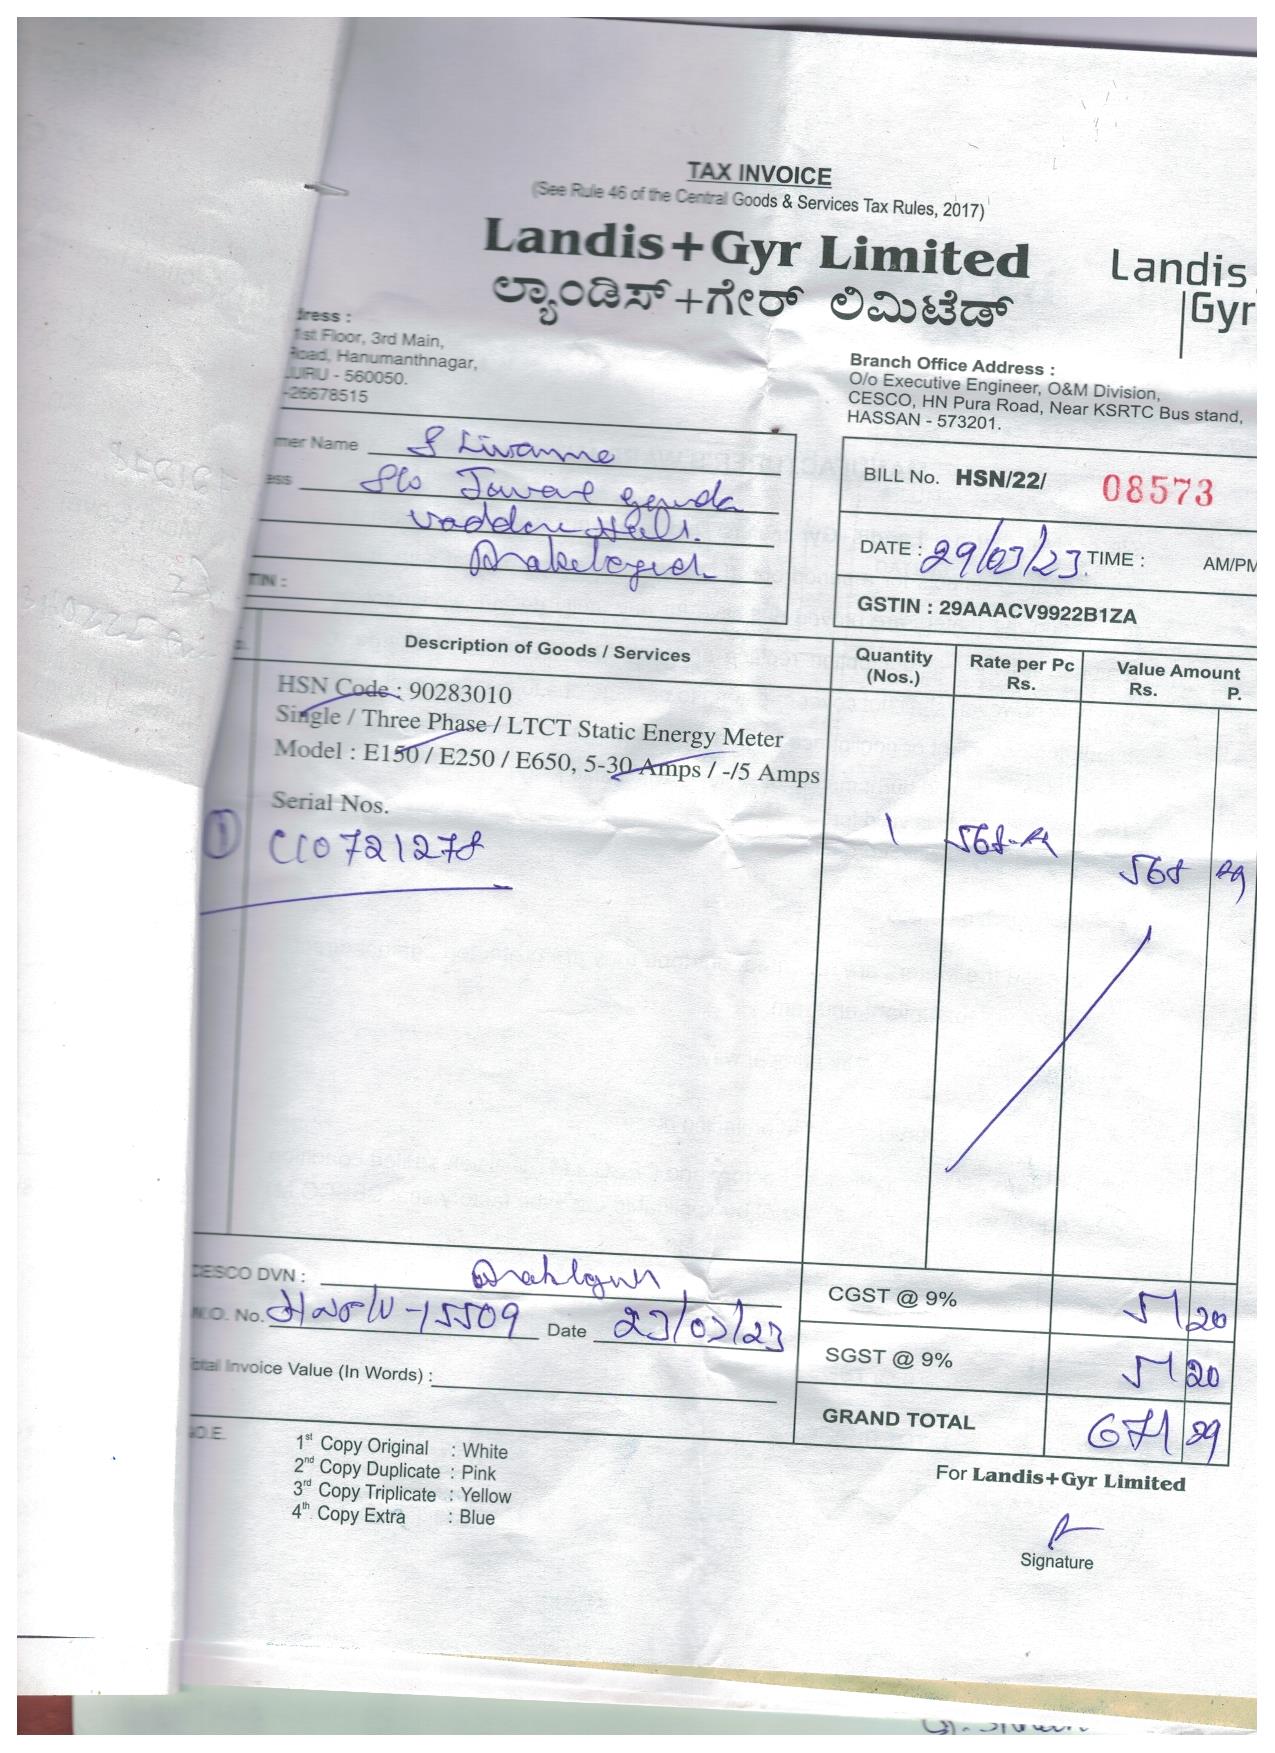 TAX INVOICE
(See Rule 46 of the Central Goods & Services Tax Rules, 2017)
Landis+Gyr Limited
ಲ್ಯಾಂಡಿಸ್+ಗೇರ್ ಲಿಮಿಟೆಡ್
Landis
Gyr
dress :
1st Floor, 3rd Main,
Road, Hanumanthnagar,
URU - 560050.
-26678515
Branch Office Address :
O/o Executive Engineer, O&M Division,
CESCO, HN Pura Road, Near KSRTC Bus stand,
HASSAN - 573201.
mer Name
ess S/o
TIN :
BILL No. HSN/22/ 08573
DATE : 29/03/23 TIME : AM/PM
GSTIN : 29AAACV9922B1ZA
Description of Goods / Services Quantity (Nos.) Rate per Pc Rs. Value Amount Rs. P.
HSN Code : 90283010
Single / Three Phase / LTCT Static Energy Meter
Model : E150 / E250 / E650, 5-30 Amps / -/5 Amps
Serial Nos.
1 CC0721278 1 568 568
CESCO DVN :
W.O. No. -15509 Date 23/03/23
Total Invoice Value (In Words) :
CGST @ 9% 51 20
SGST @ 9% 51 20
GRAND TOTAL 671 29
O.E.
1st Copy Original : White
2nd Copy Duplicate : Pink
3rd Copy Triplicate : Yellow
4th Copy Extra : Blue
For Landis+Gyr Limited
Signature